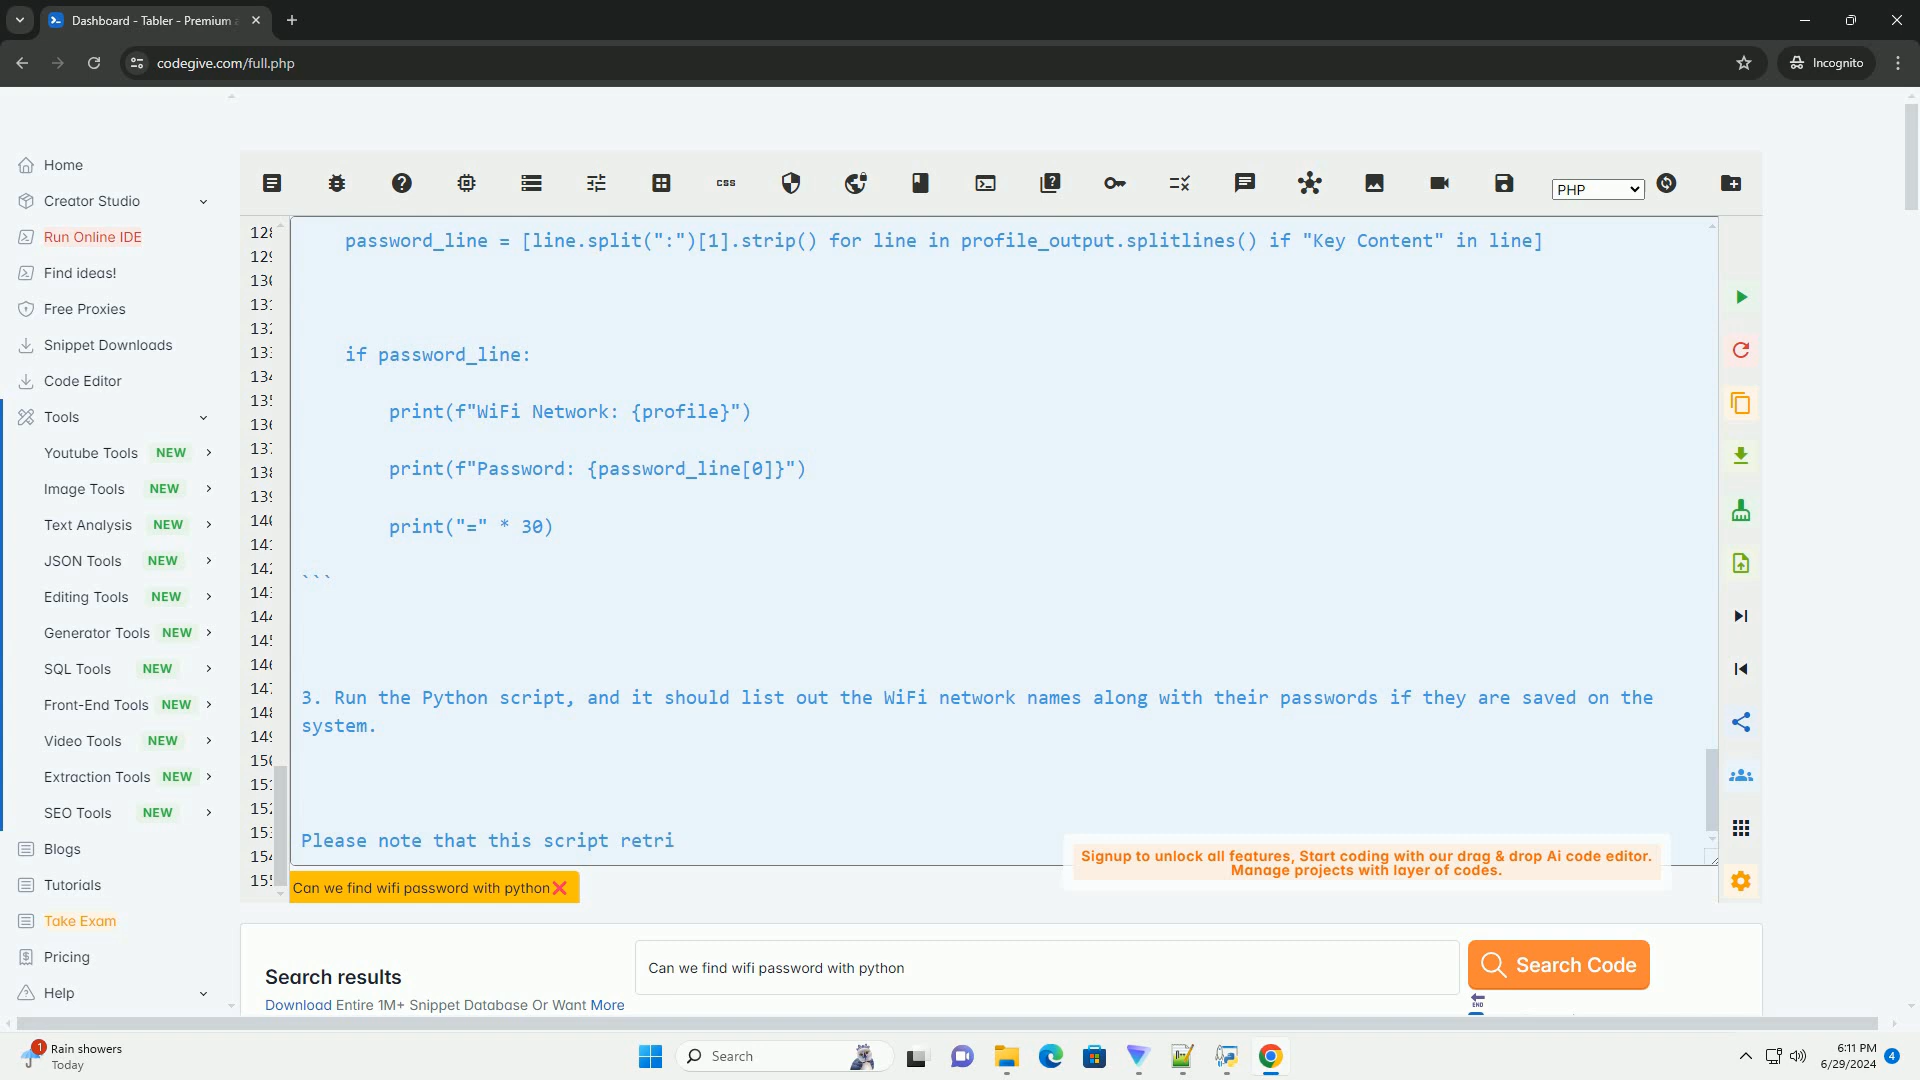 Dashboard - Tabler - Premium
codegive.com/full.php
Incognito
Home
Creator Studio
Run Online IDE
Find ideas!
Free Proxies
Snippet Downloads
Code Editor
Tools
Youtube Tools NEW
Image Tools NEW
Text Analysis NEW
JSON Tools NEW
Editing Tools NEW
Generator Tools NEW
SQL Tools NEW
Front-End Tools NEW
Video Tools NEW
Extraction Tools NEW
SEO Tools NEW
Blogs
Tutorials
Take Exam
Pricing
Help
css
PHP
password_line = [line.split(":")[1].strip() for line in profile_output.splitlines() if "Key Content" in line]
if password_line:
print(f"WiFi Network: {profile}")
print(f"Password: {password_line[0]}")
print("=" * 30)
```
3. Run the Python script, and it should list out the WiFi network names along with their passwords if they are saved on the
system.
Please note that this script retri
Signup to unlock all features, Start coding with our drag & drop Ai code editor.
Manage projects with layer of codes.
Can we find wifi password with python
Search results
Download Entire 1M+ Snippet Database Or Want More
Can we find wifi password with python
Search Code
END
1
Rain showers
Today
Search
6:11 PM
6/29/2024
4